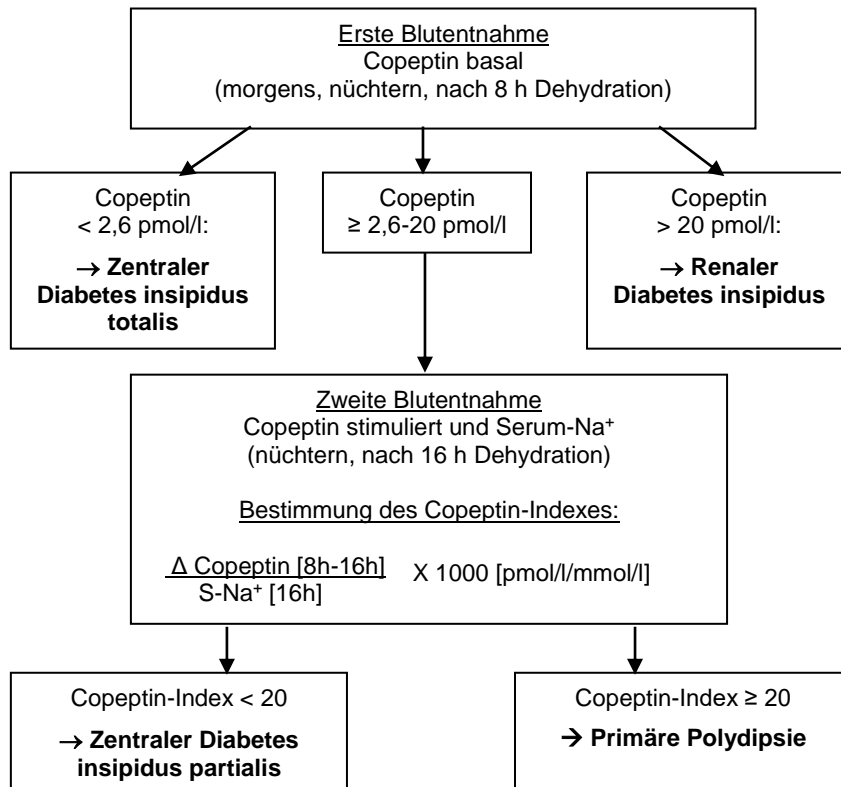 Erste Blutentnahme
Copeptin basal
(morgens, nüchtern, nach 8 h Dehydration)
Copeptin
< 2,6 pmol/l:
→ Zentraler
Diabetes insipidus
totalis
Copeptin
≥ 2,6-20 pmol/l
Copeptin
> 20 pmol/l:
→ Renaler
Diabetes insipidus
Zweite Blutentnahme
Copeptin stimuliert und Serum-Na⁺
(nüchtern, nach 16 h Dehydration)
Bestimmung des Copeptin-Indexes:
Δ Copeptin [8h-16h]
S-Na⁺ [16h]
X 1000 [pmol/l/mmol/l]
Copeptin-Index < 20
→ Zentraler Diabetes
insipidus partialis
Copeptin-Index ≥ 20
→ Primäre Polydipsie